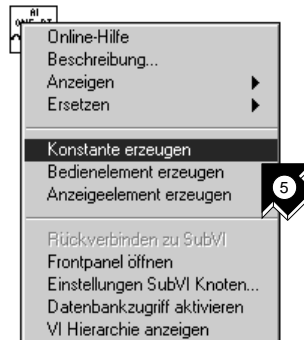 AI
ONE PT
Online-Hilfe
Beschreibung...
Anzeigen
Ersetzen
Konstante erzeugen
Bedienelement erzeugen
Anzeigeelement erzeugen
5
Rückverbinden zu SubVI
Frontpanel öffnen
Einstellungen SubVI Knoten...
Datenbankzugriff aktivieren
VI Hierarchie anzeigen